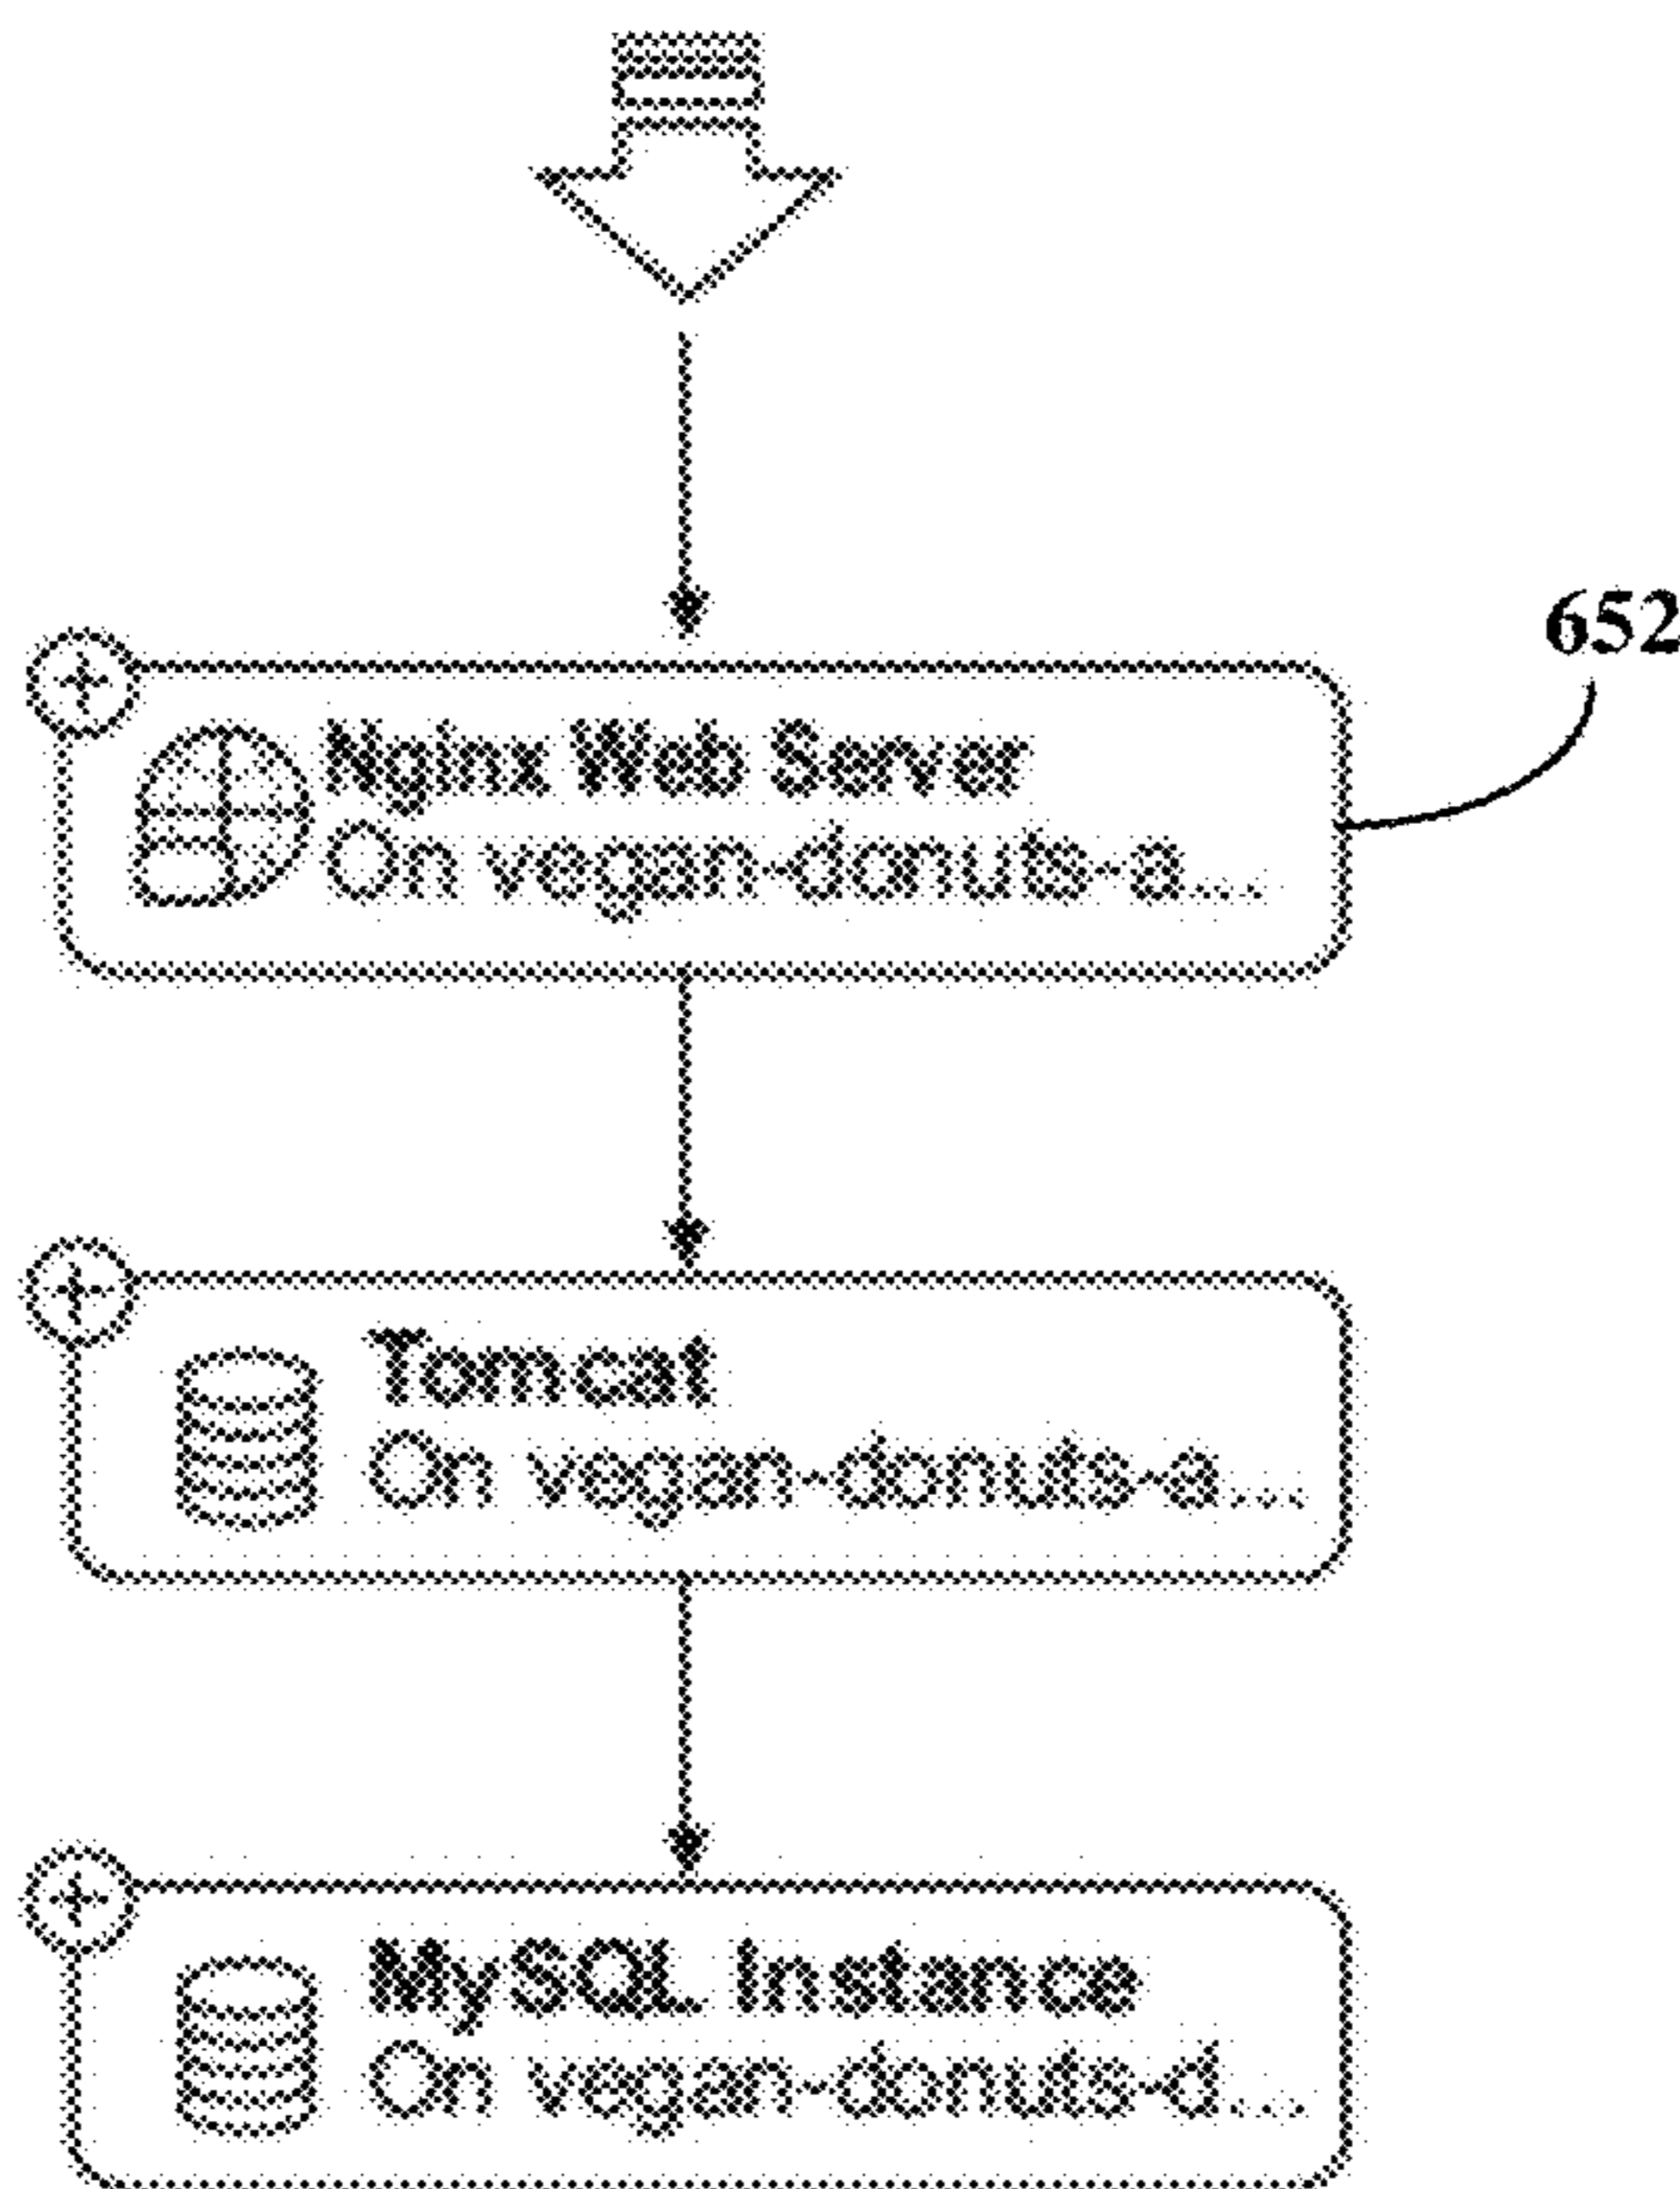 652
Nginx Web Server
On vegan-donuts-a...
Tomcat
On vegan-donuts-a...
MySQL Instance
On vegan-donuts-d...